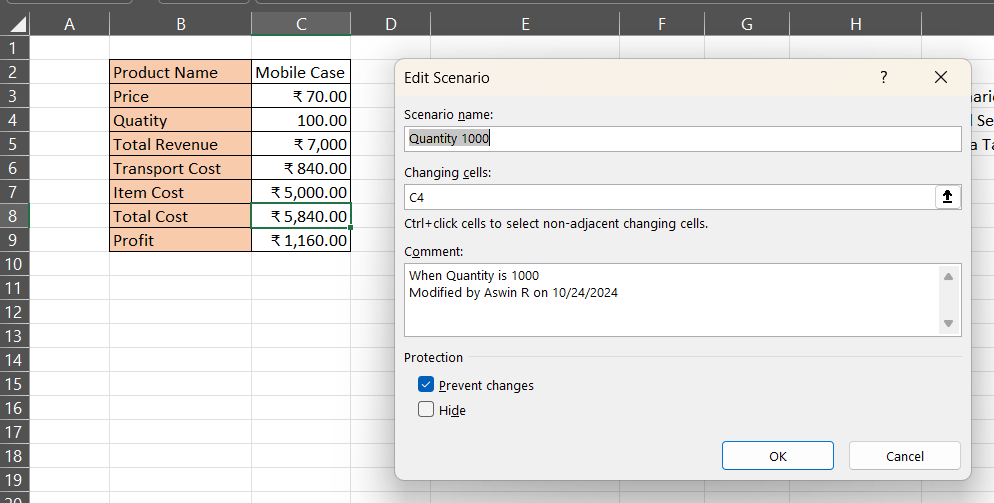 A B C D E F G H
1
2 Product Name Mobile Case
3 Price ₹ 70.00
4 Quatity 100.00
5 Total Revenue ₹ 7,000
6 Transport Cost ₹ 840.00
7 Item Cost ₹ 5,000.00
8 Total Cost ₹ 5,840.00
9 Profit ₹ 1,160.00
10
11
12
13
14
15
16
17
18
19
Edit Scenario ?
Scenario name:
Quantity 1000
Changing cells:
C4
Ctrl+click cells to select non-adjacent changing cells.
Comment:
When Quantity is 1000
Modified by Aswin R on 10/24/2024
Protection
Prevent changes
Hide
OK Cancel